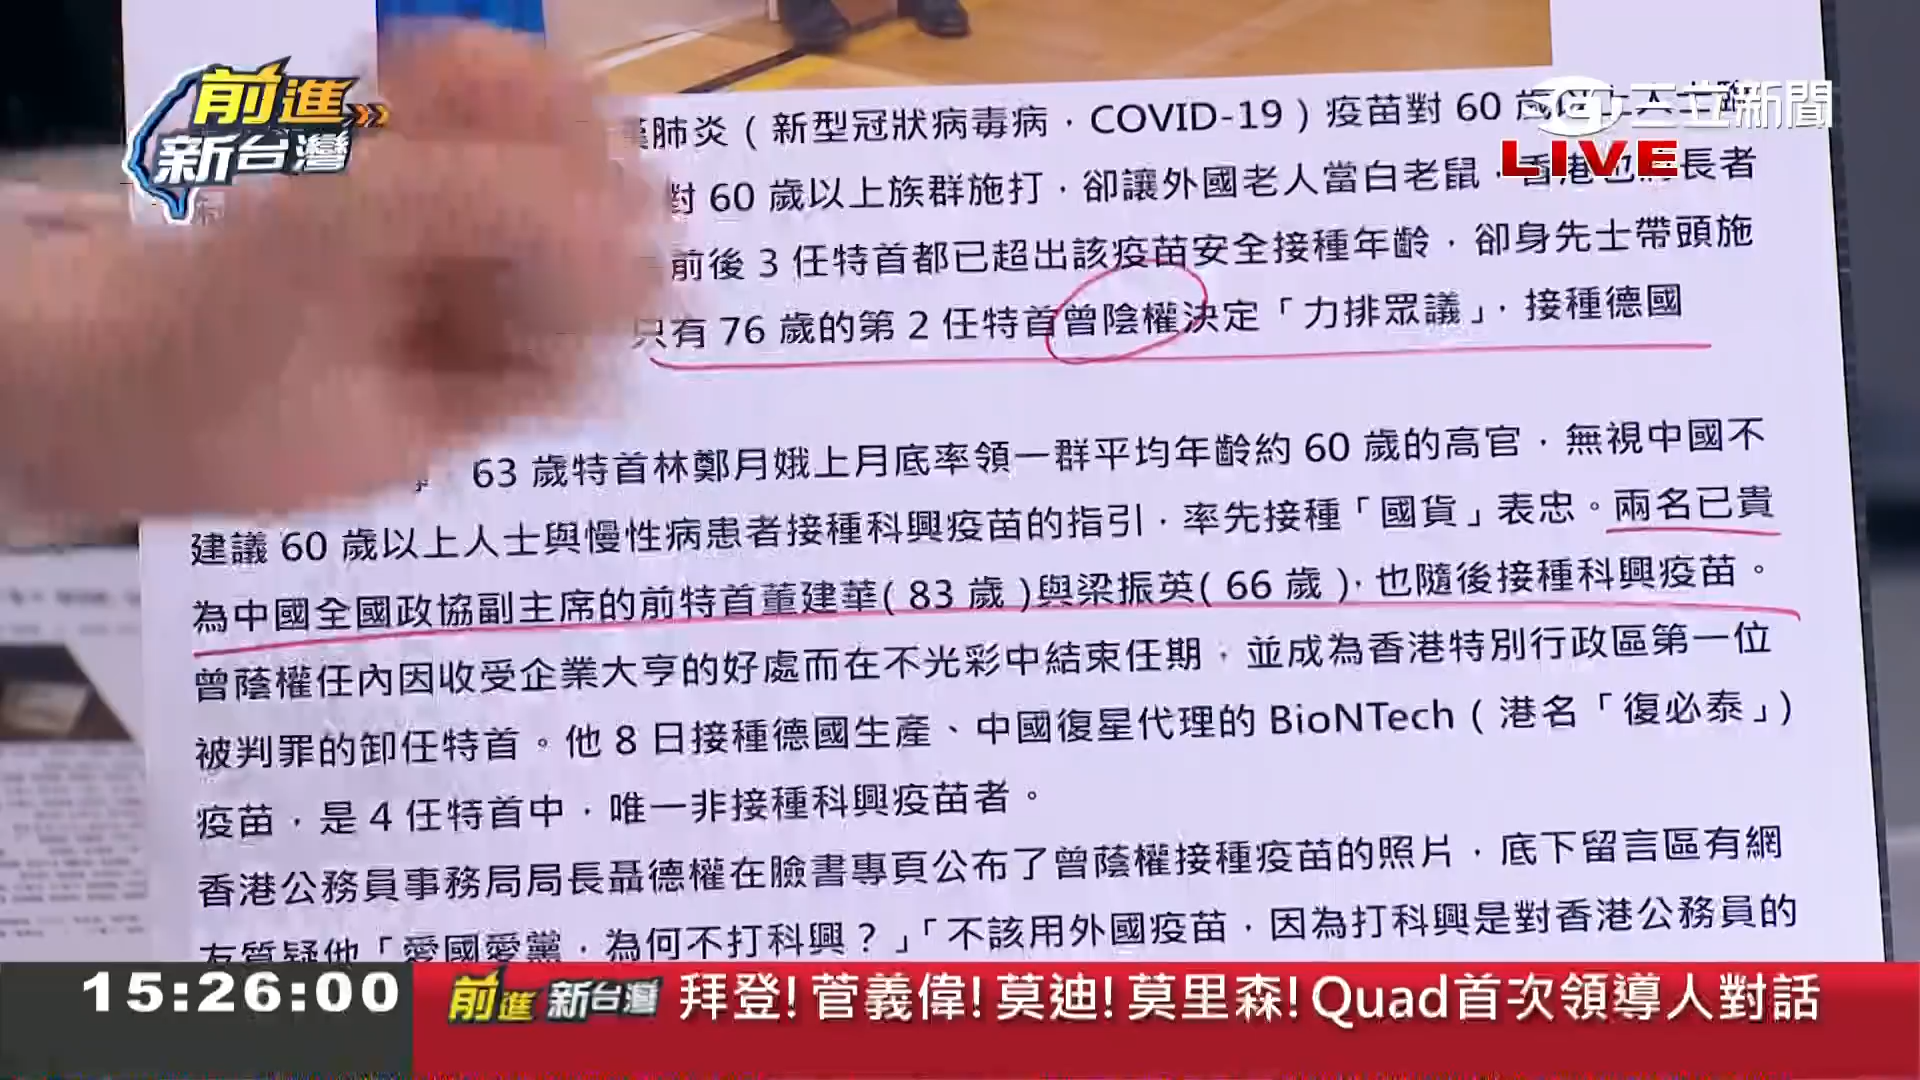 前進
新台灣
三立新聞
LIVE
肺炎（新型冠狀病毒病，COVID-19）疫苗對 60 歲以上人
對 60 歲以上族群施打，卻讓外國老人當白老鼠，香港也 長者
前後 3 任特首都已超出該疫苗安全接種年齡，卻身先士帶頭施
只有 76 歲的第 2 任特首曾陰權決定「力排眾議」，接種德國
63 歲特首林鄭月娥上月底率領一群平均年齡約 60 歲的高官，無視中國不
建議 60 歲以上人士與慢性病患者接種科興疫苗的指引，率先接種「國貨」表忠。兩名已貴
為中國全國政協副主席的前特首董建華( 83 歲 )與梁振英( 66 歲 )，也隨後接種科興疫苗。
曾蔭權任內因收受企業大亨的好處而在不光彩中結束任期，並成為香港特別行政區第一位
被判罪的卸任特首。他 8 日接種德國生產、中國復星代理的 BioNTech（港名「復必泰」）
疫苗，是 4 任特首中，唯一非接種科興疫苗者。
香港公務員事務局局長聶德權在臉書專頁公布了曾蔭權接種疫苗的照片，底下留言區有網
友質疑他「愛國愛黨，為何不打科興？」「不該用外國疫苗，因為打科興是對香港公務員的
15:26:00
前進新台灣 拜登!菅義偉!莫迪!莫里森!Quad首次領導人對話